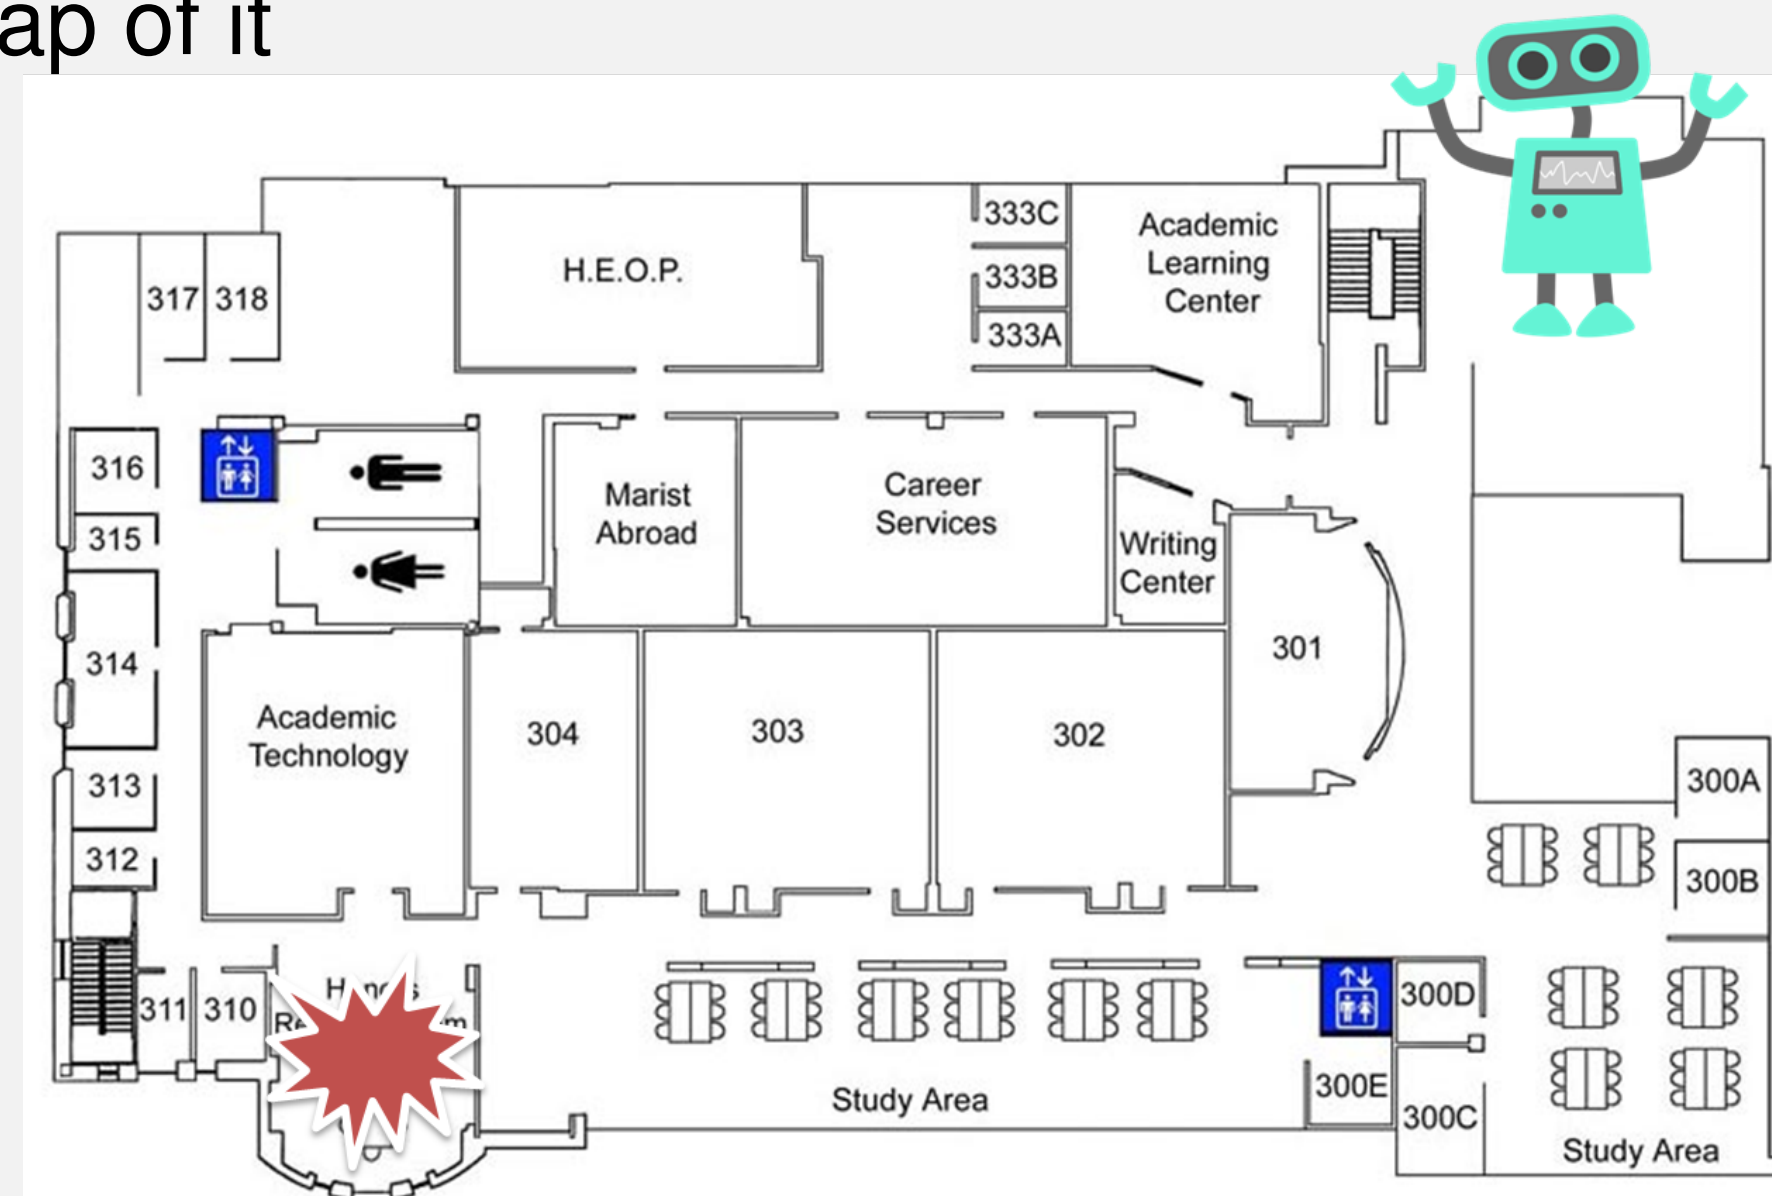 ap of it
333C
Academic
Learning
Center
H.E.O.P.
333B
317
318
333A
316
Marist
Abroad
Career
Services
315
Writing
Center
314
301
Academic
Technology
304
303
302
313
300A
312
300B
311
310
300D
300E
300C
Study Area
Study Area